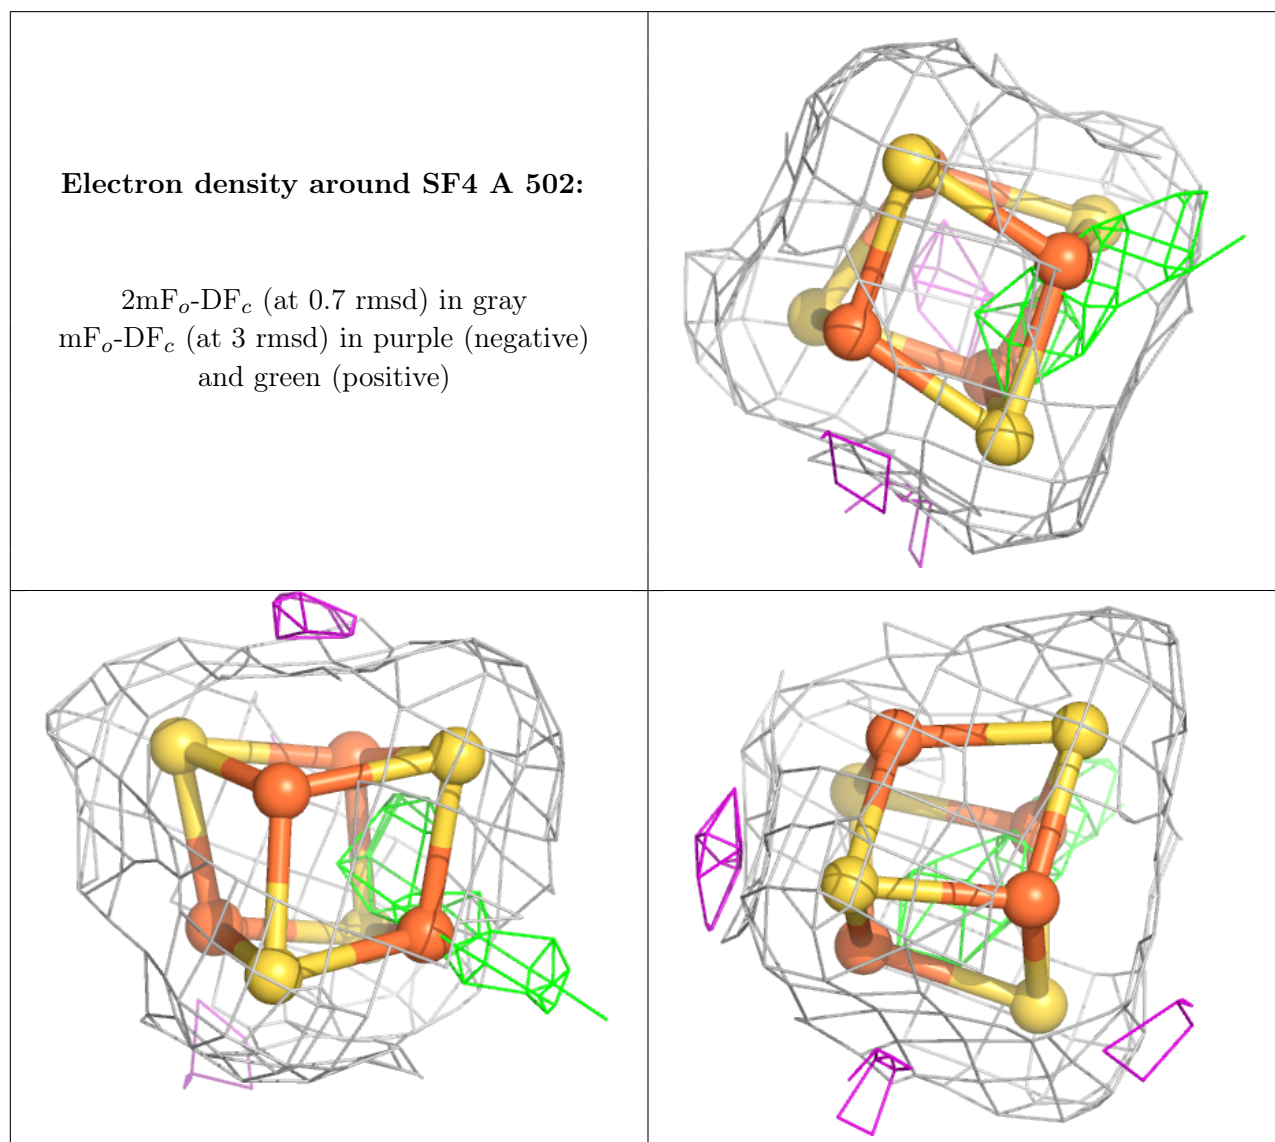 Electron density around SF4 A 502:
2mFo-DFc (at 0.7 rmsd) in gray
mFo-DFc (at 3 rmsd) in purple (negative)
and green (positive)